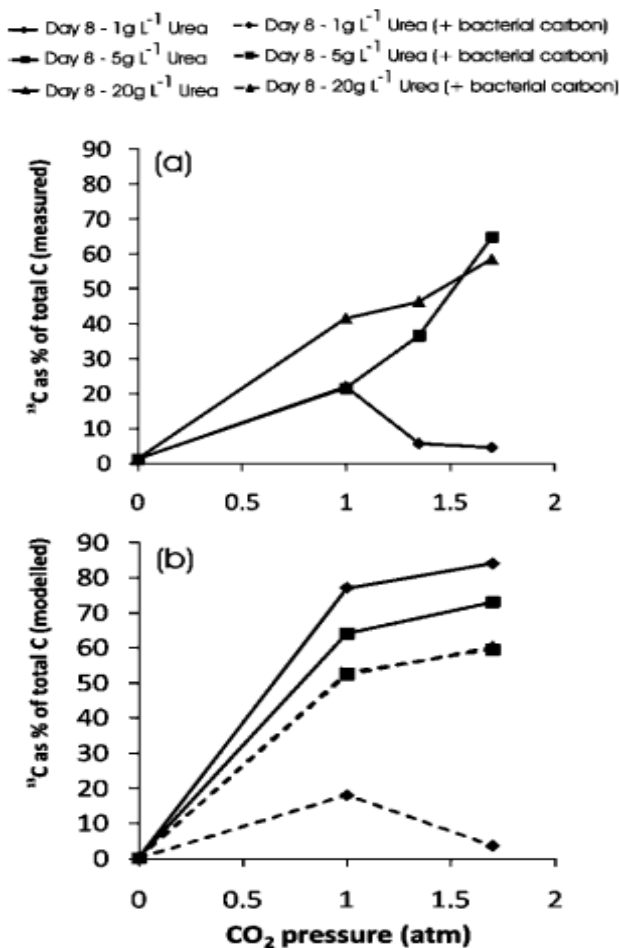 Day 8 - 1g L⁻¹ Urea Day 8 - 1g L⁻¹ Urea (+ bacterial carbon)
Day 8 - 5g L⁻¹ Urea Day 8 - 5g L⁻¹ Urea (+ bacterial carbon)
Day 8 - 20g L⁻¹ Urea Day 8 - 20g L⁻¹ Urea (+ bacterial carbon)
(a)
¹³C as % of total C (measured)
90
80
70
60
50
40
30
20
10
0
0 0.5 1 1.5 2
(b)
¹³C as % of total C (modelled)
90
80
70
60
50
40
30
20
10
0
0 0.5 1 1.5 2
CO₂ pressure (atm)